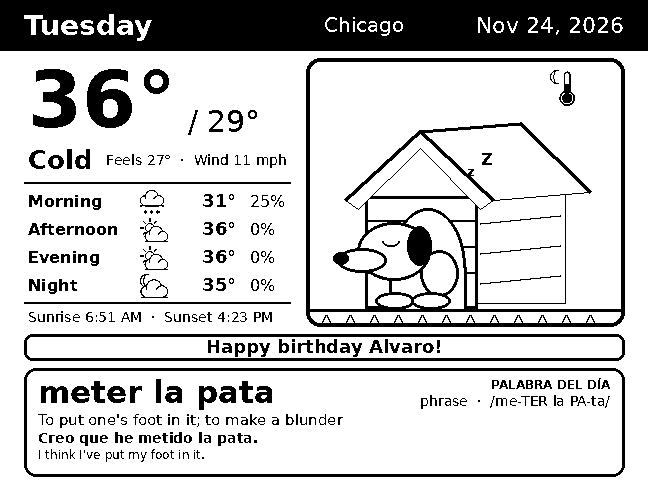 Tuesday Chicago Nov 24, 2026
36° / 29°
Cold Feels 27° · Wind 11 mph
Morning 31° 25%
Afternoon 36° 0%
Evening 36° 0%
Night 35° 0%
Sunrise 6:51 AM · Sunset 4:23 PM
Z
z
Happy birthday Alvaro!
meter la pata
PALABRA DEL DÍA
phrase · /me-TER la PA-ta/
To put one's foot in it; to make a blunder
Creo que he metido la pata.
I think I've put my foot in it.